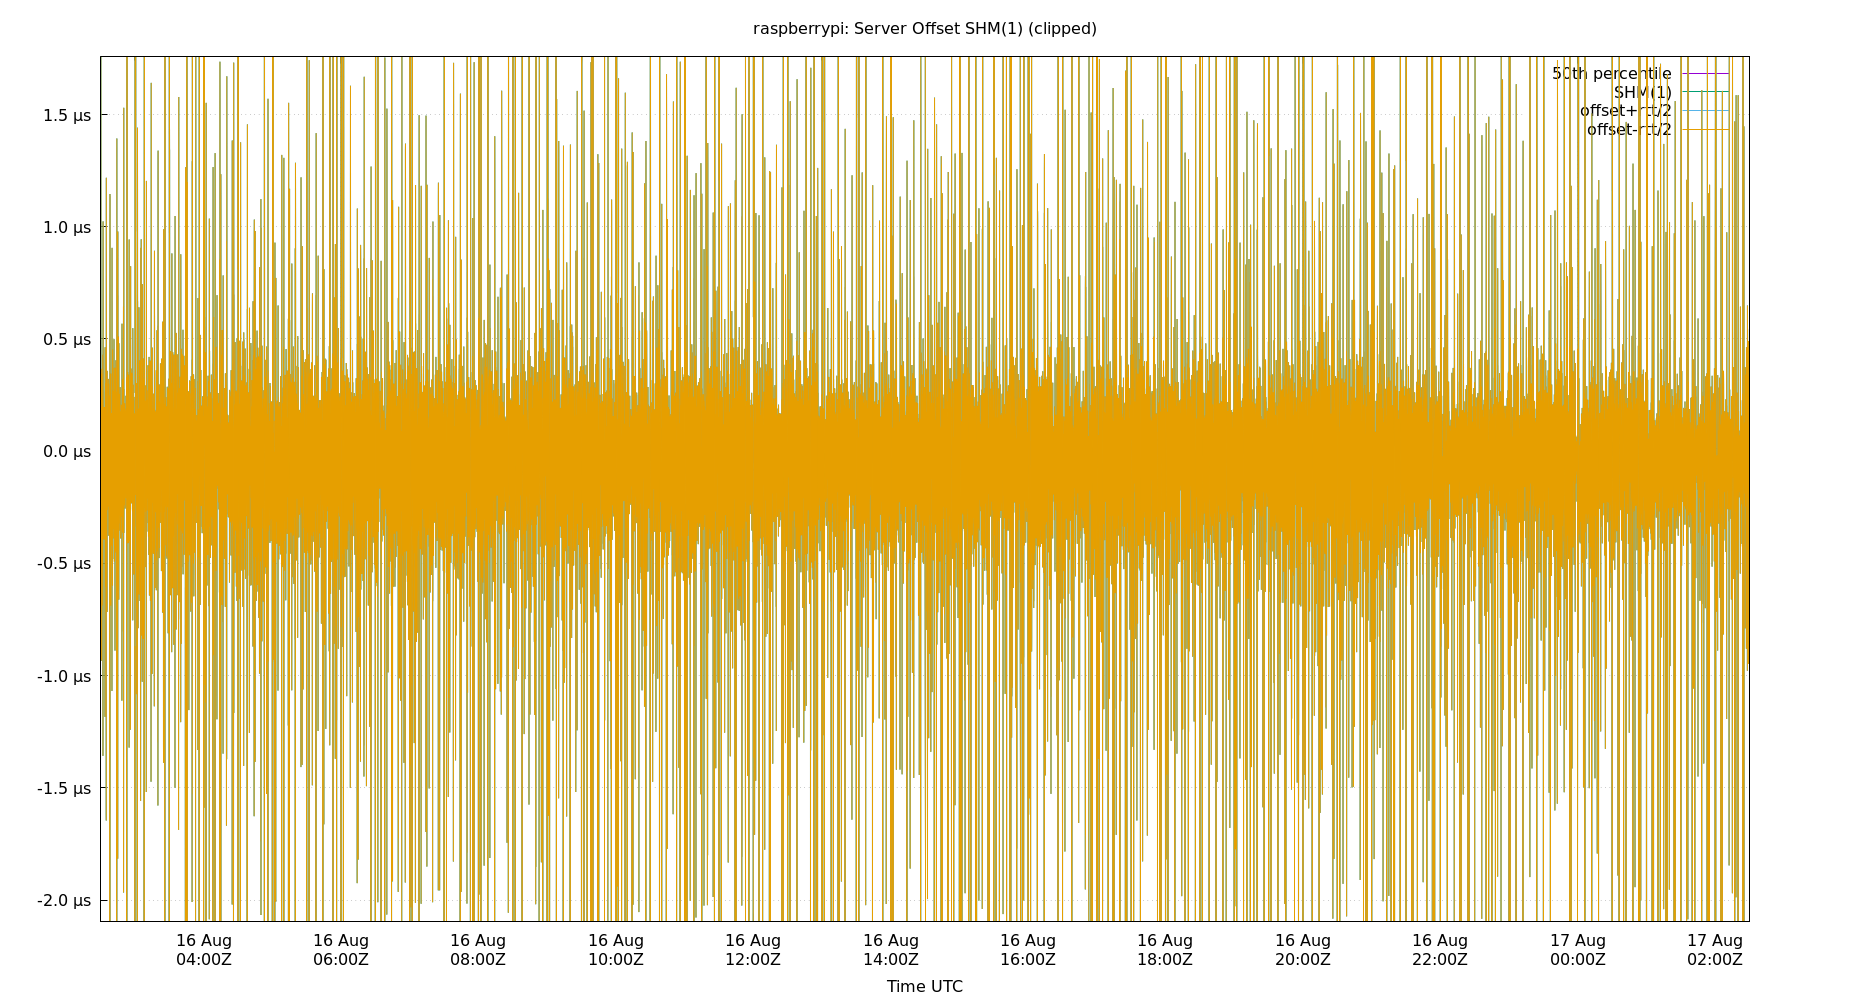 raspberrypi: Server Offset SHM(1) (clipped)
50th percentile
SHM(1)
offset+rtt/2
offset-rtt/2
1.5 µs
1.0 µs
0.5 µs
0.0 µs
-0.5 µs
-1.0 µs
-1.5 µs
-2.0 µs
16 Aug 16 Aug 16 Aug 16 Aug 16 Aug 16 Aug 16 Aug 16 Aug 16 Aug 16 Aug 17 Aug 17 Aug
04:00Z 06:00Z 08:00Z 10:00Z 12:00Z 14:00Z 16:00Z 18:00Z 20:00Z 22:00Z 00:00Z 02:00Z
Time UTC